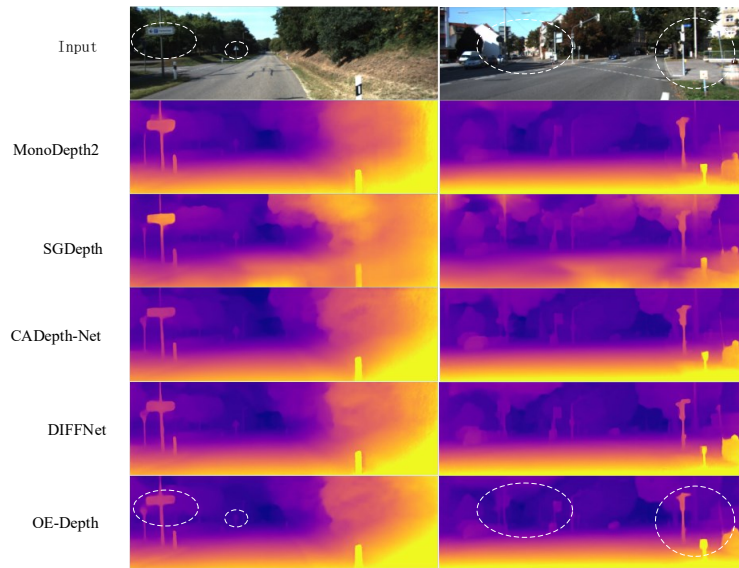 Input
MonoDepth2
SGDepth
CADepth-Net
DIFFNet
OE-Depth